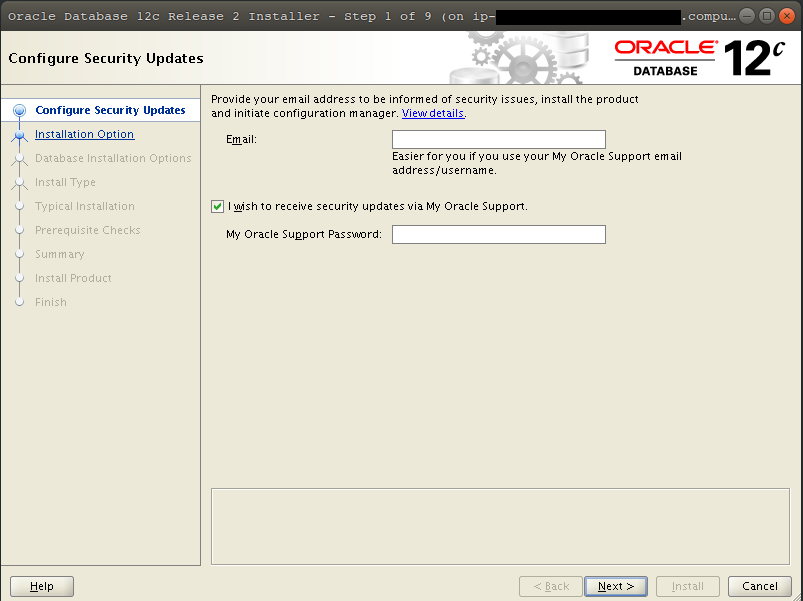 Oracle Database 12c Release 2 Installer - Step 1 of 9 (on ip- .compu...
Configure Security Updates
ORACLE®
DATABASE
12c
Configure Security Updates
Installation Option
Database Installation Options
Install Type
Typical Installation
Prerequisite Checks
Summary
Install Product
Finish
Provide your email address to be informed of security issues, install the product
and initiate configuration manager. View details.
Email:
Easier for you if you use your My Oracle Support email
address/username.
I wish to receive security updates via My Oracle Support.
My Oracle Support Password:
Help
< Back
Next >
Install
Cancel